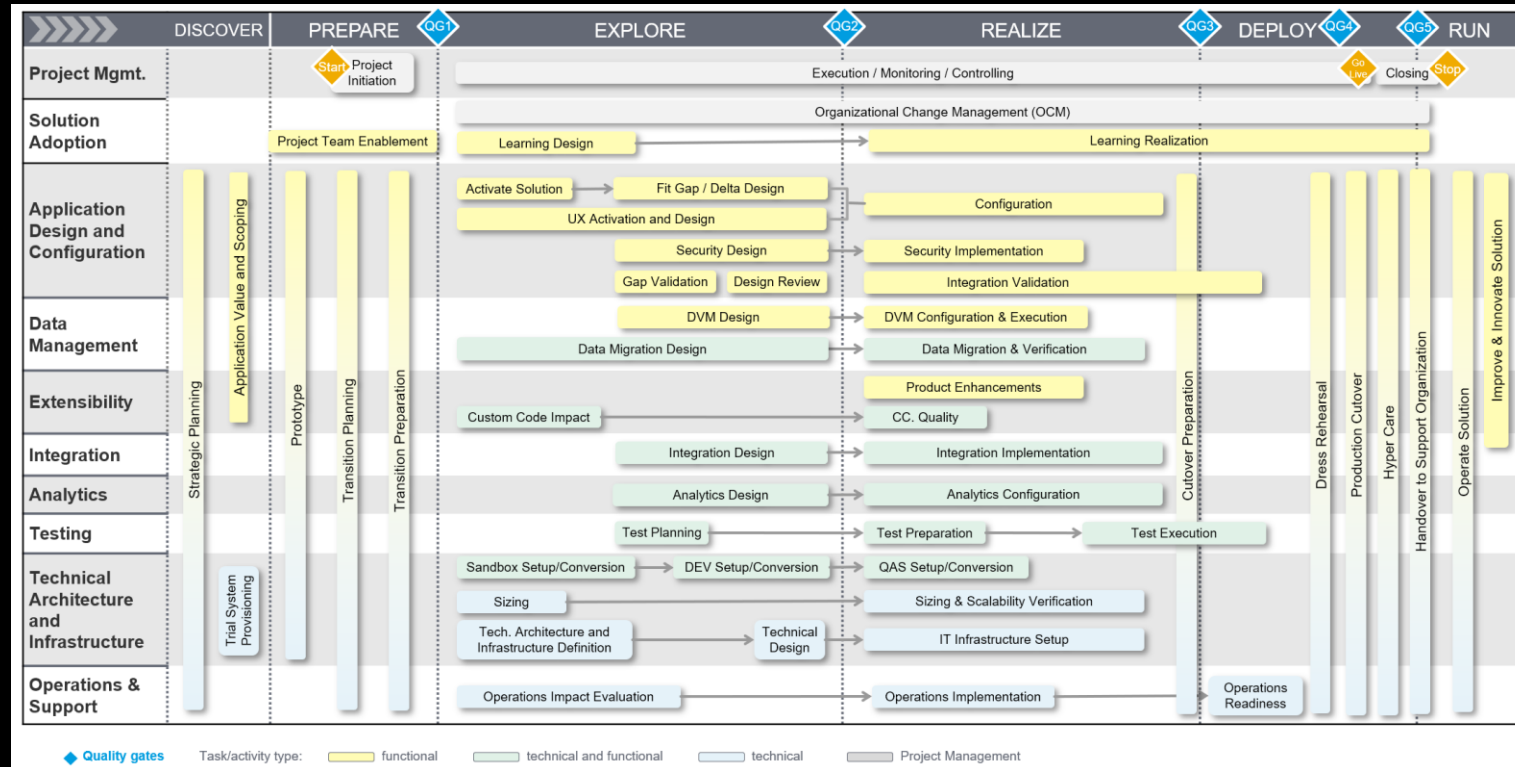 DISCOVER
PREPARE
QG1
EXPLORE
QG2
REALIZE
QG3
DEPLOY
QG4
QG5
RUN
Project Mgmt.
Start
Project
Initiation
Execution / Monitoring / Controlling
Go
Live
Closing
Stop
Solution
Adoption
Organizational Change Management (OCM)
Project Team Enablement
Learning Design
Learning Realization
Application
Design and
Configuration
Activate Solution
Fit Gap / Delta Design
UX Activation and Design
Configuration
Security Design
Security Implementation
Gap Validation
Design Review
Integration Validation
Data
Management
DVM Design
DVM Configuration & Execution
Data Migration Design
Data Migration & Verification
Extensibility
Product Enhancements
Custom Code Impact
CC. Quality
Integration
Integration Design
Integration Implementation
Analytics
Analytics Design
Analytics Configuration
Testing
Test Planning
Test Preparation
Test Execution
Technical
Architecture
and
Infrastructure
Sandbox Setup/Conversion
DEV Setup/Conversion
QAS Setup/Conversion
Sizing
Sizing & Scalability Verification
Tech. Architecture and
Infrastructure Definition
Technical
Design
IT Infrastructure Setup
Operations &
Support
Operations Impact Evaluation
Operations Implementation
Operations
Readiness
Strategic Planning
Application Value and Scoping
Trial System
Provisioning
Prototype
Transition Planning
Transition Preparation
Cutover Preparation
Dress Rehearsal
Production Cutover
Hyper Care
Handover to Support Organization
Operate Solution
Improve & Innovate Solution
Quality gates
Task/activity type:
functional
technical and functional
technical
Project Management